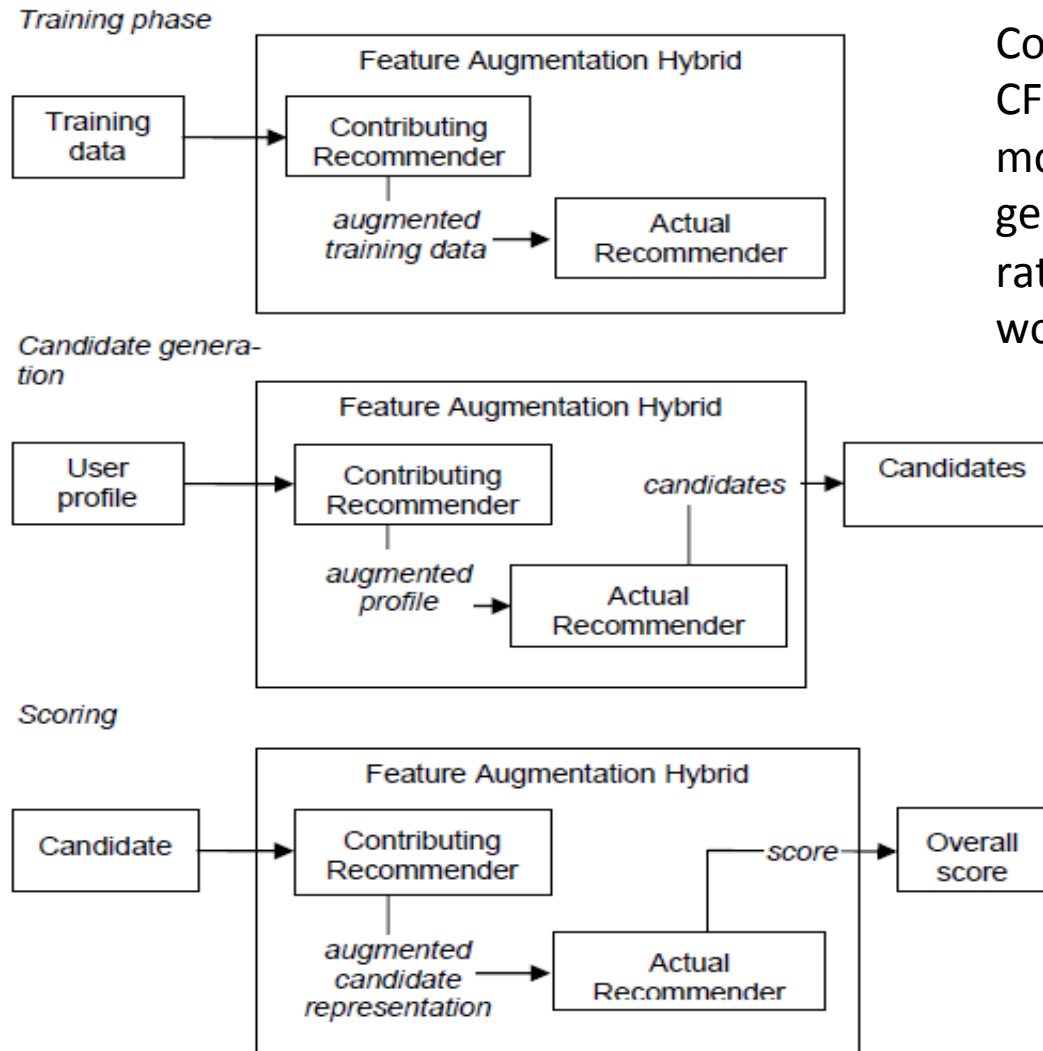 Training phase
Feature Augmentation Hybrid
Training
data
Contributing
Recommender
augmented
training data
Actual
Recommender
Candidate genera-
tion
Feature Augmentation Hybrid
User
profile
Contributing
Recommender
candidates
Candidates
augmented
profile
Actual
Recommender
Scoring
Feature Augmentation Hybrid
Candidate
Contributing
Recommender
score
Overall
score
augmented
candidate
representation
Actual
Recommender
Co
CF